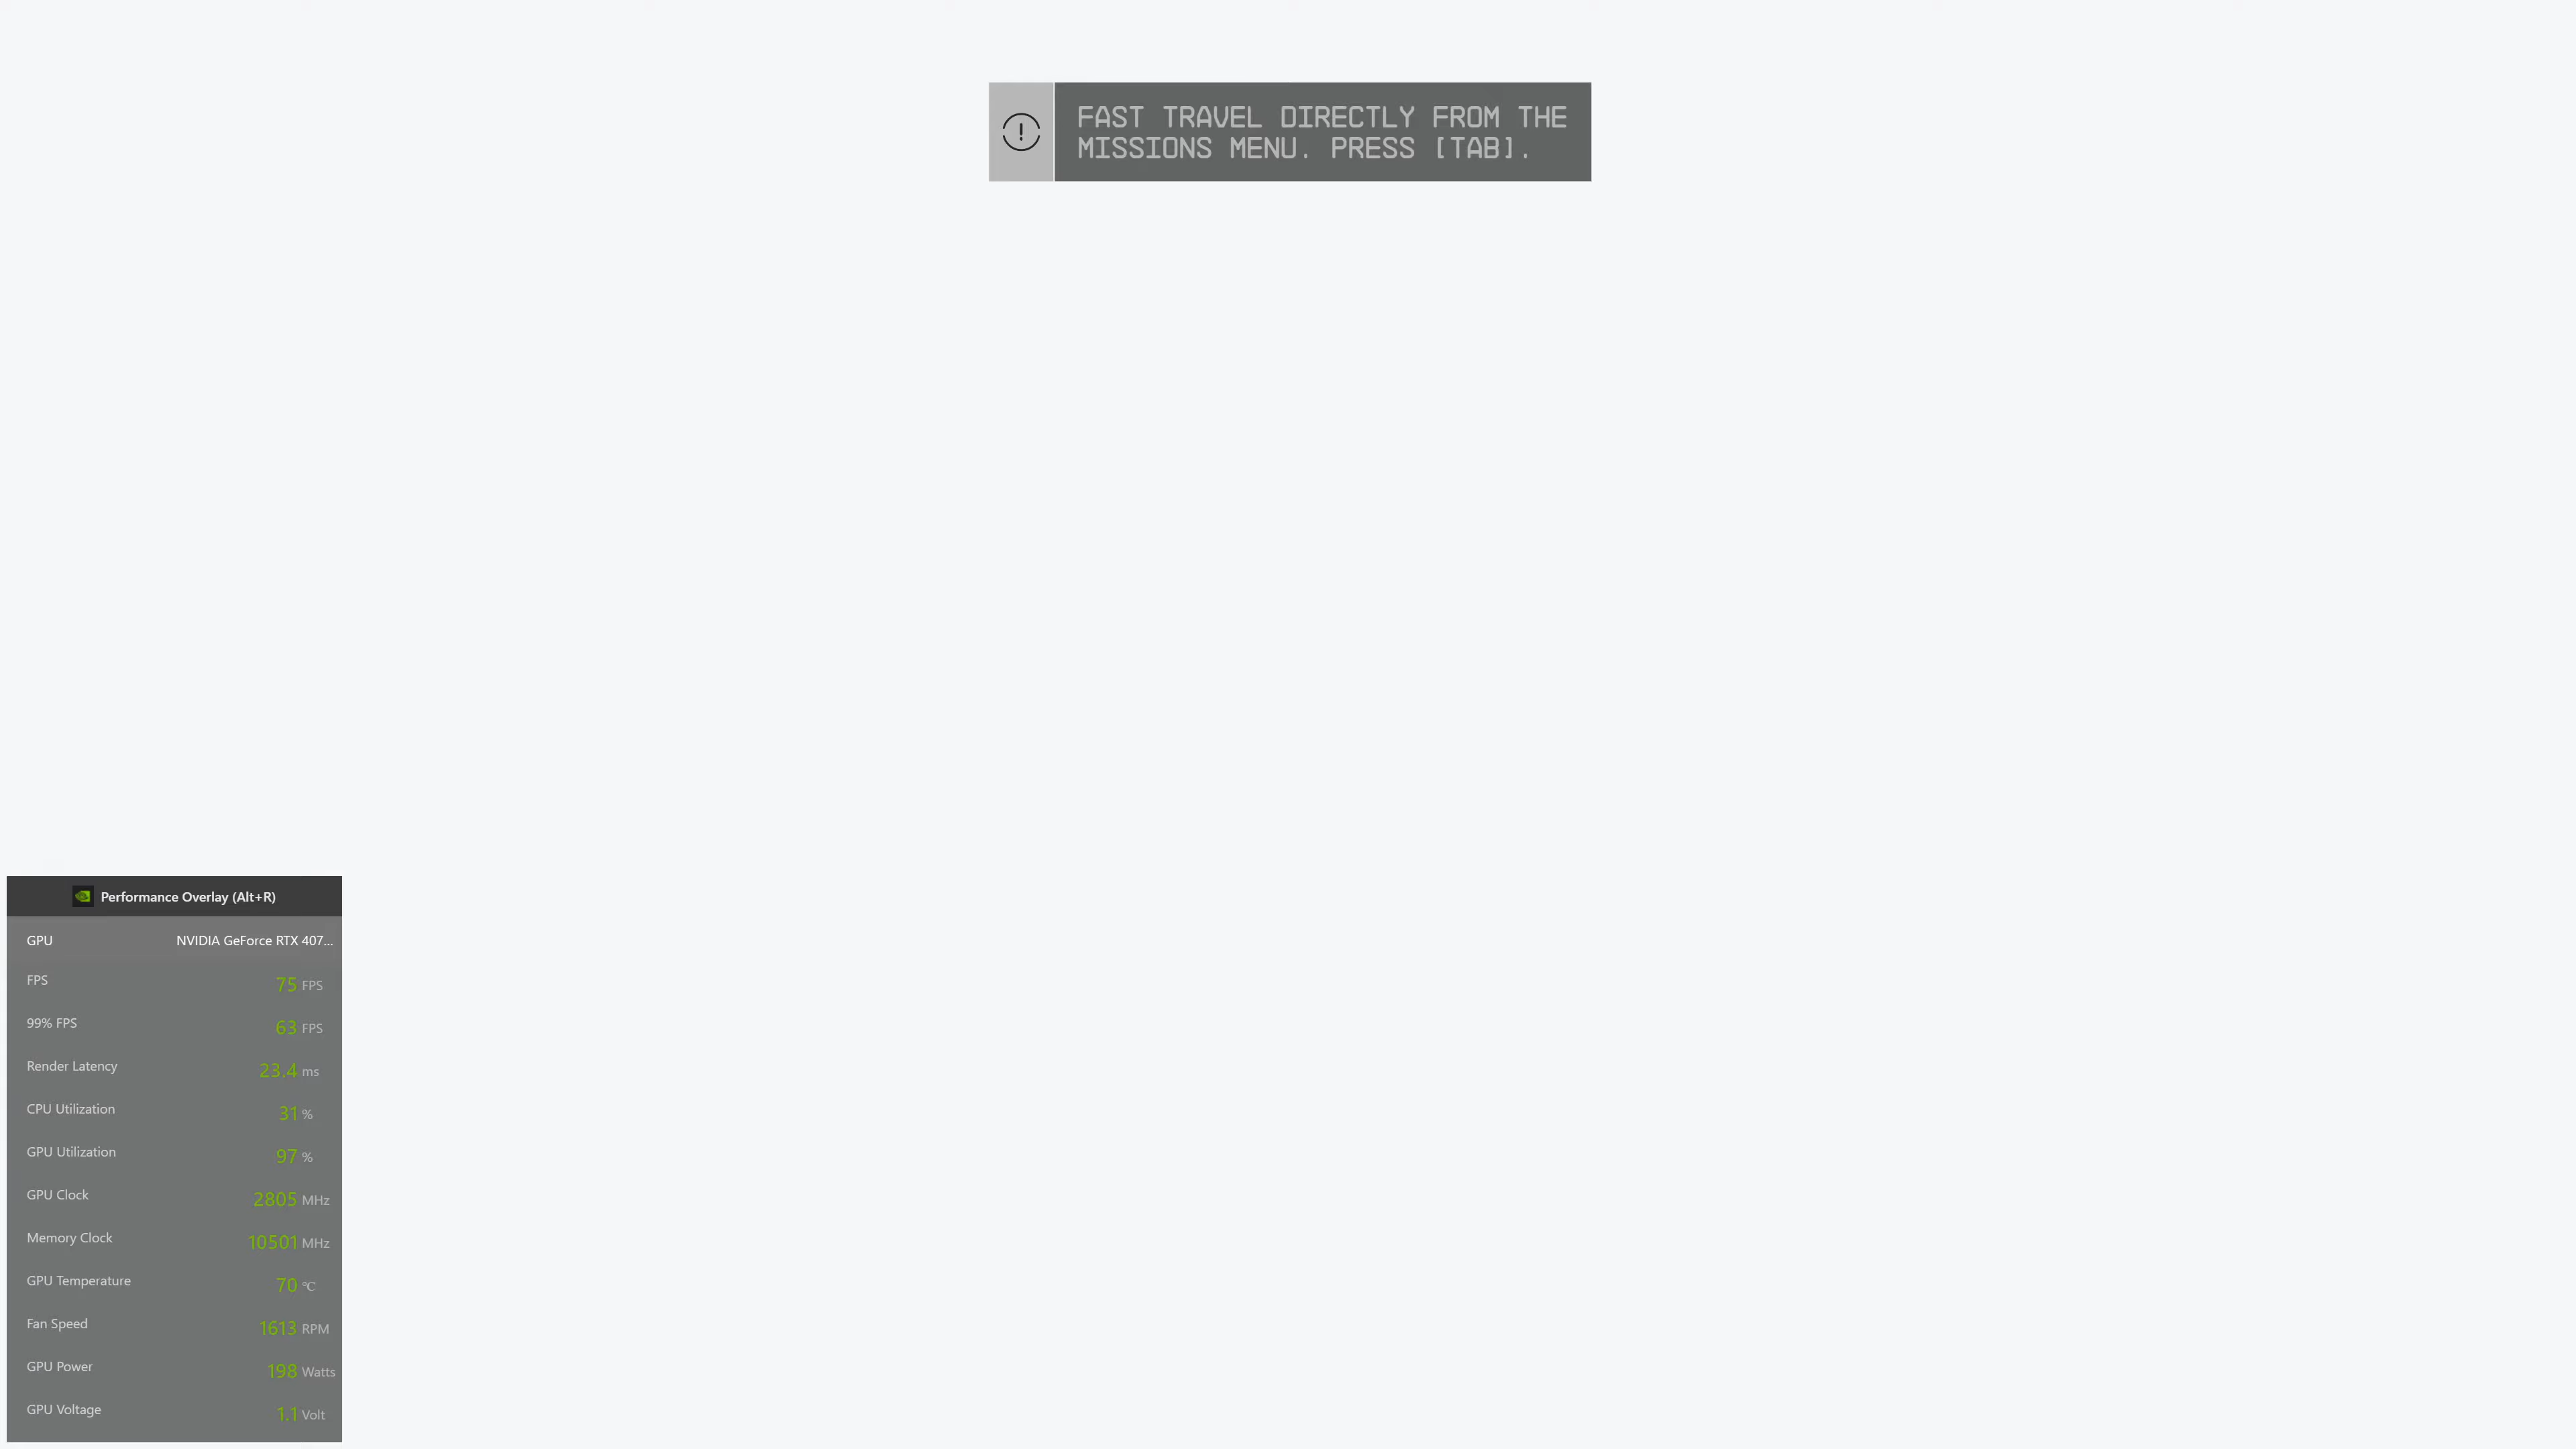 FAST TRAVEL DIRECTLY FROM THE
MISSIONS MENU. PRESS [TAB].
Performance Overlay (Alt+R)
GPU NVIDIA GeForce RTX 407...
FPS 75 FPS
99% FPS 63 FPS
Render Latency 23.4 ms
CPU Utilization 31 %
GPU Utilization 97 %
GPU Clock 2805 MHz
Memory Clock 10501 MHz
GPU Temperature 70 °C
Fan Speed 1613 RPM
GPU Power 198 Watts
GPU Voltage 1.1 Volt